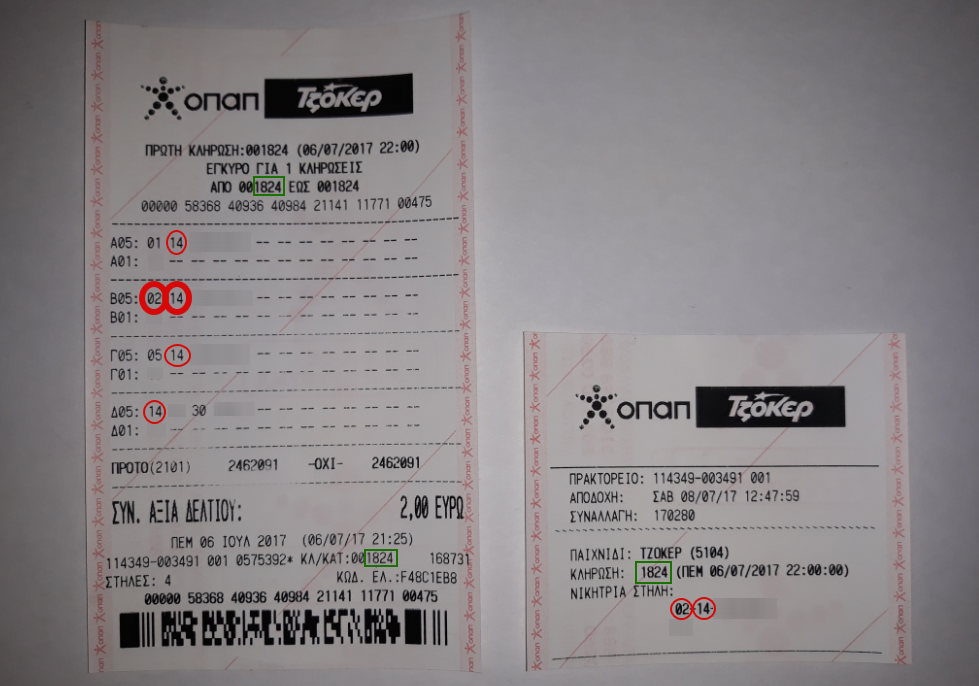 οπαπ Τζόκερ
ΠΡΩΤΗ ΚΛΗΡΩΣΗ:001824 (06/07/2017 22:00)
ΕΓΚΥΡΟ ΓΙΑ 1 ΚΛΗΡΩΣΕΙΣ
ΑΠΟ 001824 ΕΩΣ 001824
00000 58368 40936 40984 21141 11771 00475
Α05: 01 14 -- -- -- -- -- --
Α01: -- -- -- -- -- -- -- --
Β05: 02 14 -- -- -- -- -- --
Β01: -- -- -- -- -- -- -- --
Γ05: 05 14 -- -- -- -- -- --
Γ01: -- -- -- -- -- -- -- --
Δ05: 14 30 -- -- -- -- -- --
Δ01: -- -- -- -- -- -- -- --
ΠΡΟΤΟ(2101) 2462091 -ΟΧΙ- 2462091
ΣΥΝ. ΑΞΙΑ ΔΕΛΤΙΟΥ: 2,00 ΕΥΡΩ
ΠΕΜ 06 ΙΟΥΛ 2017 (06/07/17 21:25)
114349-003491 001 0575392* ΚΛ/ΚΑΤ:001824 168731
ΣΤΗΛΕΣ: 4 ΚΩΔ. ΕΛ.:F48C1EB8
00000 58368 40936 40984 21141 11771 00475
οπαπ Τζόκερ
ΠΡΑΚΤΟΡΕΙΟ: 114349-003491 001
ΑΠΟΔΟΧΗ: ΣΑΒ 08/07/17 12:47:59
ΣΥΝΑΛΛΑΓΗ: 170280
ΠΑΙΧΝΙΔΙ: ΤΖΟΚΕΡ (5104)
ΚΛΗΡΩΣΗ: 1824 (ΠΕΜ 06/07/2017 22:00:00)
ΝΙΚΗΤΡΙΑ ΣΤΗΛΗ:
02-14-